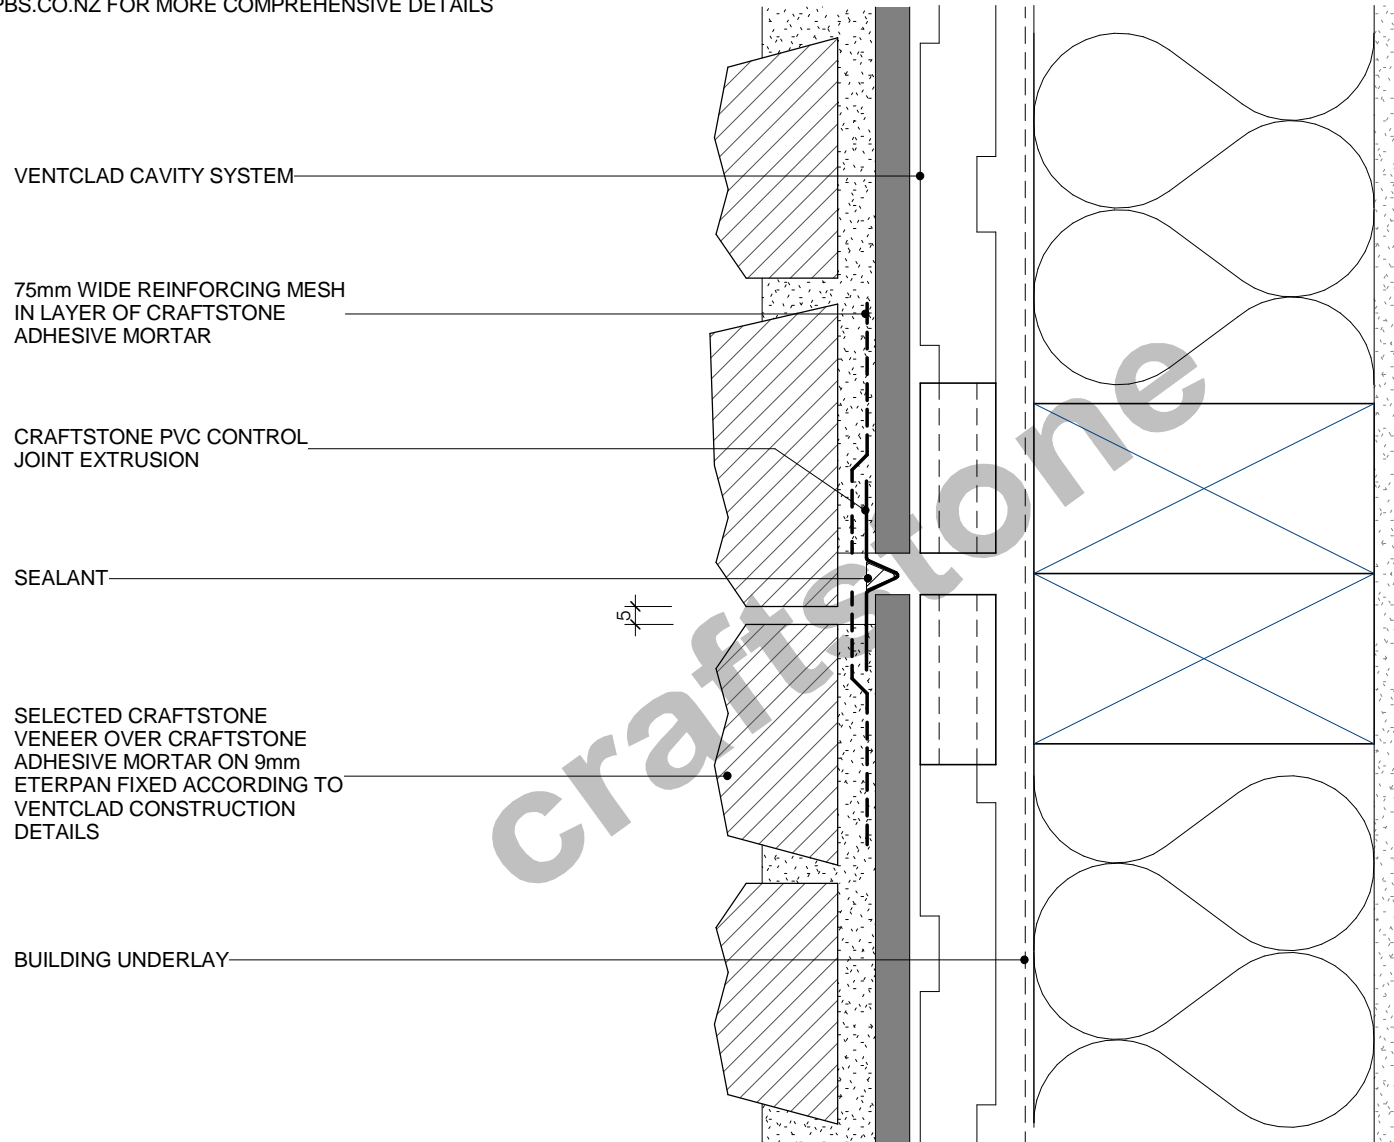 PBS.CO.NZ FOR MORE COMPREHENSIVE DETAILS
VENTCLAD CAVITY SYSTEM
75mm WIDE REINFORCING MESH
IN LAYER OF CRAFTSTONE
ADHESIVE MORTAR
CRAFTSTONE PVC CONTROL
JOINT EXTRUSION
SEALANT
5
SELECTED CRAFTSTONE
VENEER OVER CRAFTSTONE
ADHESIVE MORTAR ON 9mm
ETERPAN FIXED ACCORDING TO
VENTCLAD CONSTRUCTION
DETAILS
BUILDING UNDERLAY
craftstone